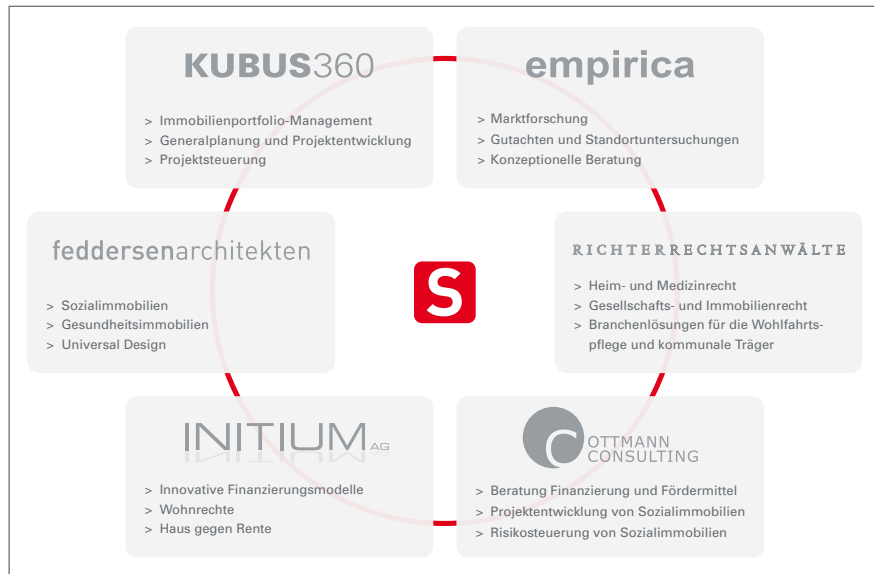 KUBUS360
> Immobilienportfolio-Management
> Generalplanung und Projektentwicklung
> Projektsteuerung
empirica
> Marktforschung
> Gutachten und Standortuntersuchungen
> Konzeptionelle Beratung
feddersenarchitekten
> Sozialimmobilien
> Gesundheitsimmobilien
> Universal Design
S
RICHTERRECHTSANWÄLTE
> Heim- und Medizinrecht
> Gesellschafts- und Immobilienrecht
> Branchenlösungen für die Wohlfahrts-
pflege und kommunale Träger
INITIUM AG
> Innovative Finanzierungsmodelle
> Wohnrechte
> Haus gegen Rente
C OTTMANN
CONSULTING
> Beratung Finanzierung und Fördermittel
> Projektentwicklung von Sozialimmobilien
> Risikosteuerung von Sozialimmobilien